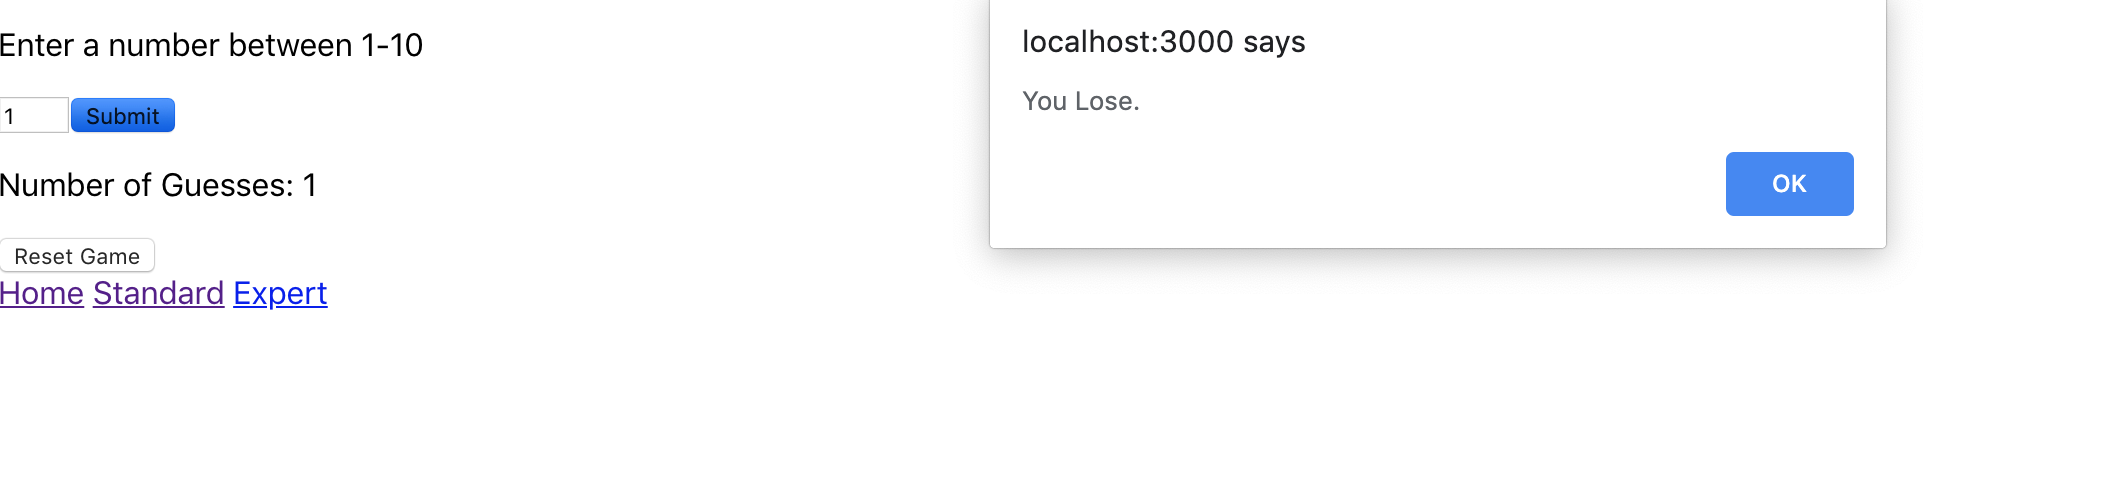 Enter a number between 1-10
1 Submit
Number of Guesses: 1
Reset Game
Home Standard Expert
localhost:3000 says
You Lose.
OK